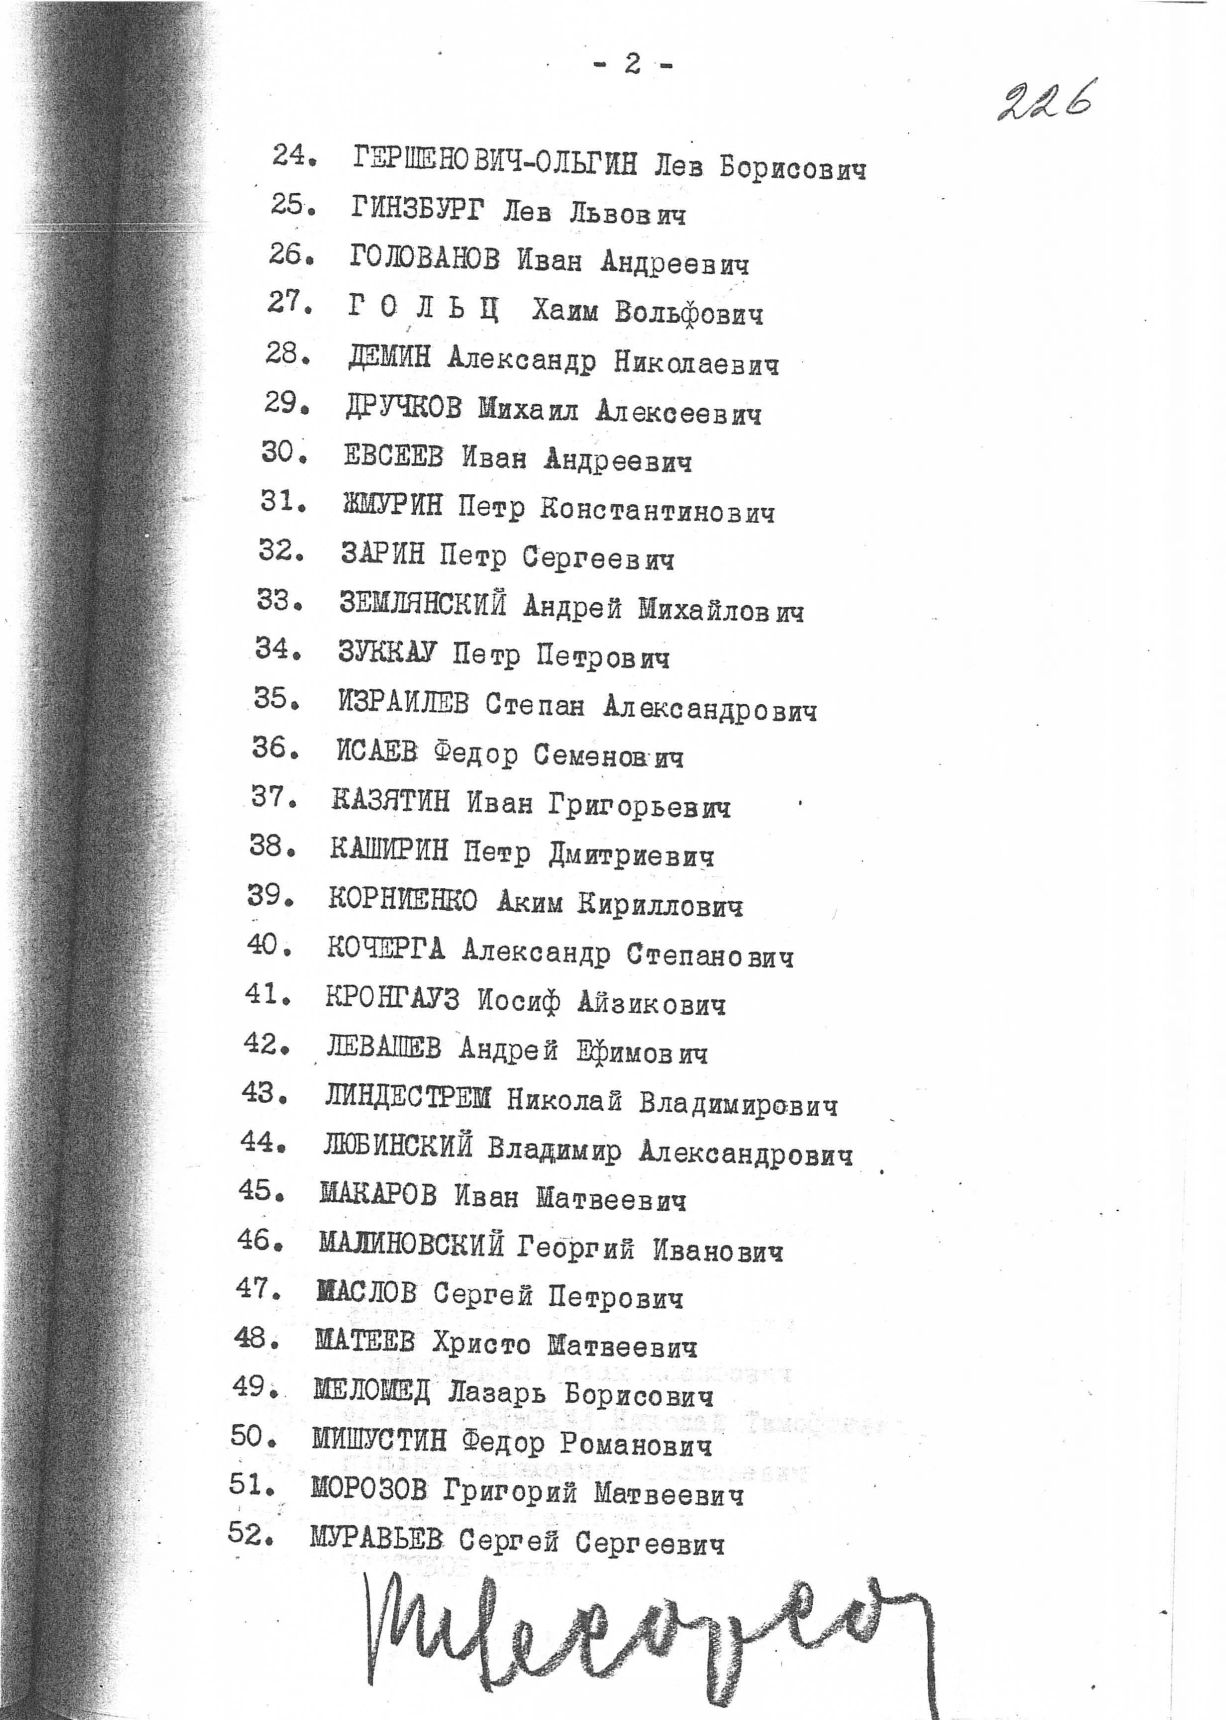 - 2 -
226
24. ГЕРШЕНОВИЧ-ОЛЬГИН Лев Борисович
25. ГИНЗБУРГ Лев Львович
26. ГОЛОВАНОВ Иван Андреевич
27. Г О Л Ь Ц Хаим Вольфович
28. ДЕМИН Александр Николаевич
29. ДРУЧКОВ Михаил Алексеевич
30. ЕВСЕЕВ Иван Андреевич
31. ЖМУРИН Петр Константинович
32. ЗАРИН Петр Сергеевич
33. ЗЕМЛЯНСКИЙ Андрей Михайлович
34. ЗУККАУ Петр Петрович
35. ИЗРАИЛЕВ Степан Александрович
36. ИСАЕВ Федор Семенович
37. КАЗЯТИН Иван Григорьевич
38. КАШИРИН Петр Дмитриевич
39. КОРНИЕНКО Аким Кириллович
40. КОЧЕРГА Александр Степанович
41. КРОНГАУЗ Иосиф Айзикович
42. ЛЕВАШЕВ Андрей Ефимович
43. ЛИНДЕСТРЕМ Николай Владимирович
44. ЛЮБИНСКИЙ Владимир Александрович
45. МАКАРОВ Иван Матвеевич
46. МАЛИНОВСКИЙ Георгий Иванович
47. МАСЛОВ Сергей Петрович
48. МАТЕЕВ Христо Матвеевич
49. МЕЛОМЕД Лазарь Борисович
50. МИШУСТИН Федор Романович
51. МОРОЗОВ Григорий Матвеевич
52. МУРАВЬЕВ Сергей Сергеевич